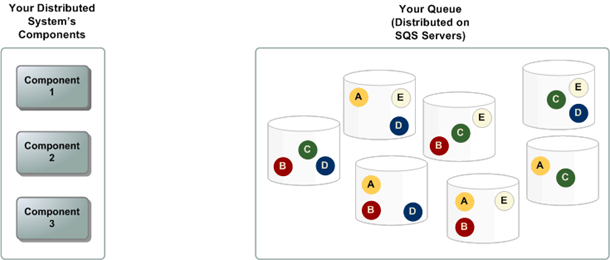 Your Distributed
System's
Components
Your Queue
(Distributed on
SQS Servers)
Component
1
Component
2
Component
3
A
E
D
C
B
D
E
C
B
E
C
D
A
B
D
A
E
B
A
C